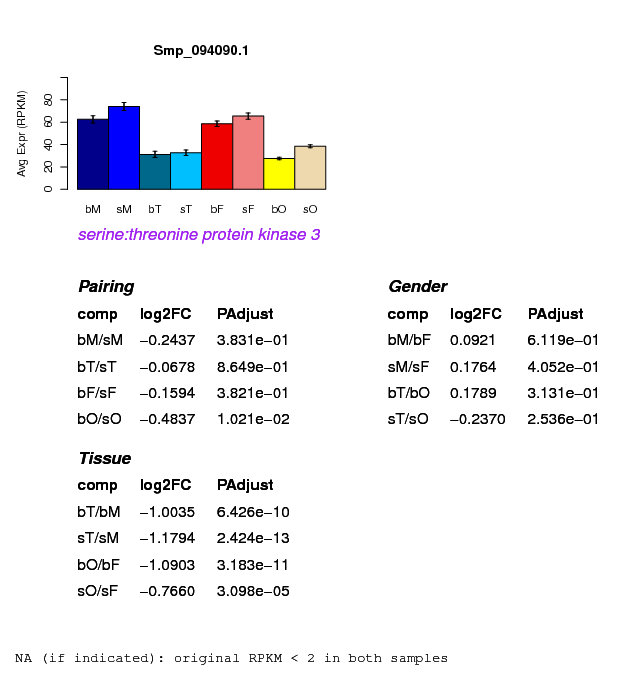 Smp_094090.1
Avg Expr (RPKM)
0 20 40 60 80
bM sM bT sT bF sF bO sO
serine:threonine protein kinase 3
Pairing
comp log2FC PAdjust
bM/sM −0.2437 3.831e−01
bT/sT −0.0678 8.649e−01
bF/sF −0.1594 3.821e−01
bO/sO −0.4837 1.021e−02
Gender
comp log2FC PAdjust
bM/bF 0.0921 6.119e−01
sM/sF 0.1764 4.052e−01
bT/bO 0.1789 3.131e−01
sT/sO −0.2370 2.536e−01
Tissue
comp log2FC PAdjust
bT/bM −1.0035 6.426e−10
sT/sM −1.1794 2.424e−13
bO/bF −1.0903 3.183e−11
sO/sF −0.7660 3.098e−05
NA (if indicated): original RPKM < 2 in both samples